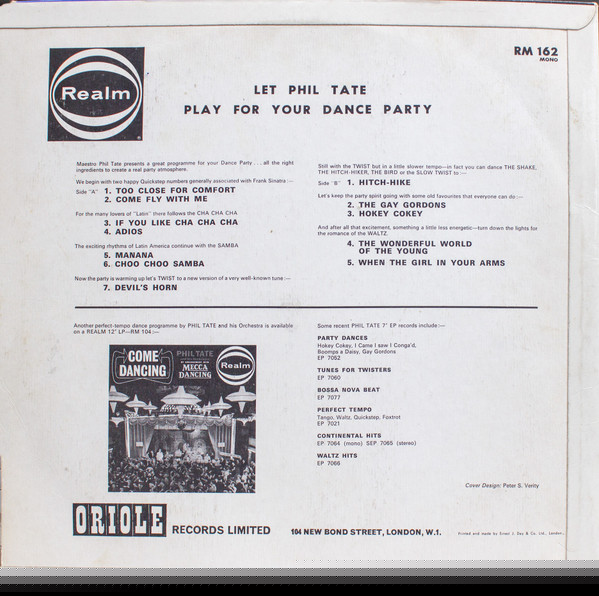 Realm
RM 162
MONO
LET PHIL TATE
PLAY FOR YOUR DANCE PARTY
Maestro Phil Tate presents a great programme for your Dance Party . . . all the right
ingredients to create a real party atmosphere.
We begin with two happy Quickstep numbers generally associated with Frank Sinatra :—
Side "A" 1. TOO CLOSE FOR COMFORT
2. COME FLY WITH ME
For the many lovers of "Latin" there follows the CHA CHA CHA
3. IF YOU LIKE CHA CHA CHA
4. ADIOS
The exciting rhythms of Latin America continue with the SAMBA
5. MANANA
6. CHOO CHOO SAMBA
Now the party is warming up let's TWIST to a new version of a very well-known tune :—
7. DEVIL'S HORN
Still with the TWIST but in a little slower tempo—in fact you can dance THE SHAKE,
THE HITCH-HIKER, THE BIRD or the SLOW TWIST to :—
Side "B" 1. HITCH-HIKE
Let's keep the party spirit going with some old favourites that everyone can do :—
2. THE GAY GORDONS
3. HOKEY COKEY
And after all that excitement, something a little less energetic—turn down the lights for
the romance of the WALTZ.
4. THE WONDERFUL WORLD
OF THE YOUNG
5. WHEN THE GIRL IN YOUR ARMS
Another perfect-tempo dance programme by PHIL TATE and his Orchestra is available
on a REALM 12" LP—RM 104 :—
COME
DANCING
PHIL TATE
MECCA
DANCING
Realm
Some recent PHIL TATE 7" EP records include :—
PARTY DANCES
Hokey Cokey, I Came I saw I Conga'd,
Boomps a Daisy, Gay Gordons
EP 7052
TUNES FOR TWISTERS
EP 7060
BOSSA NOVA BEAT
EP 7077
PERFECT TEMPO
Tango, Waltz, Quickstep, Foxtrot
EP 7021
CONTINENTAL HITS
EP 7064 (mono) SEP 7065 (stereo)
WALTZ HITS
EP 7066
Cover Design: Peter S. Verity
ORIOLE RECORDS LIMITED
104 NEW BOND STREET, LONDON, W.1.
Printed and made by Ernest J. Day & Co. Ltd., London.